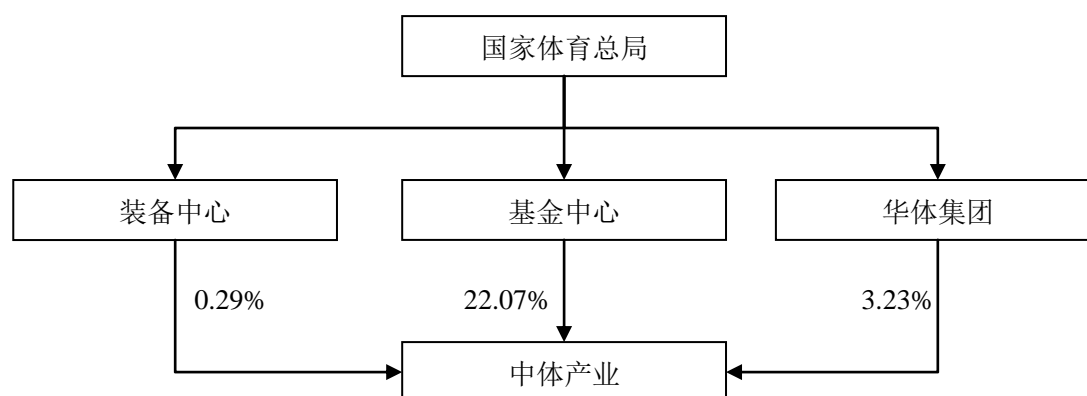 国家体育总局
装备中心
基金中心
华体集团
0.29%
22.07%
3.23%
中体产业